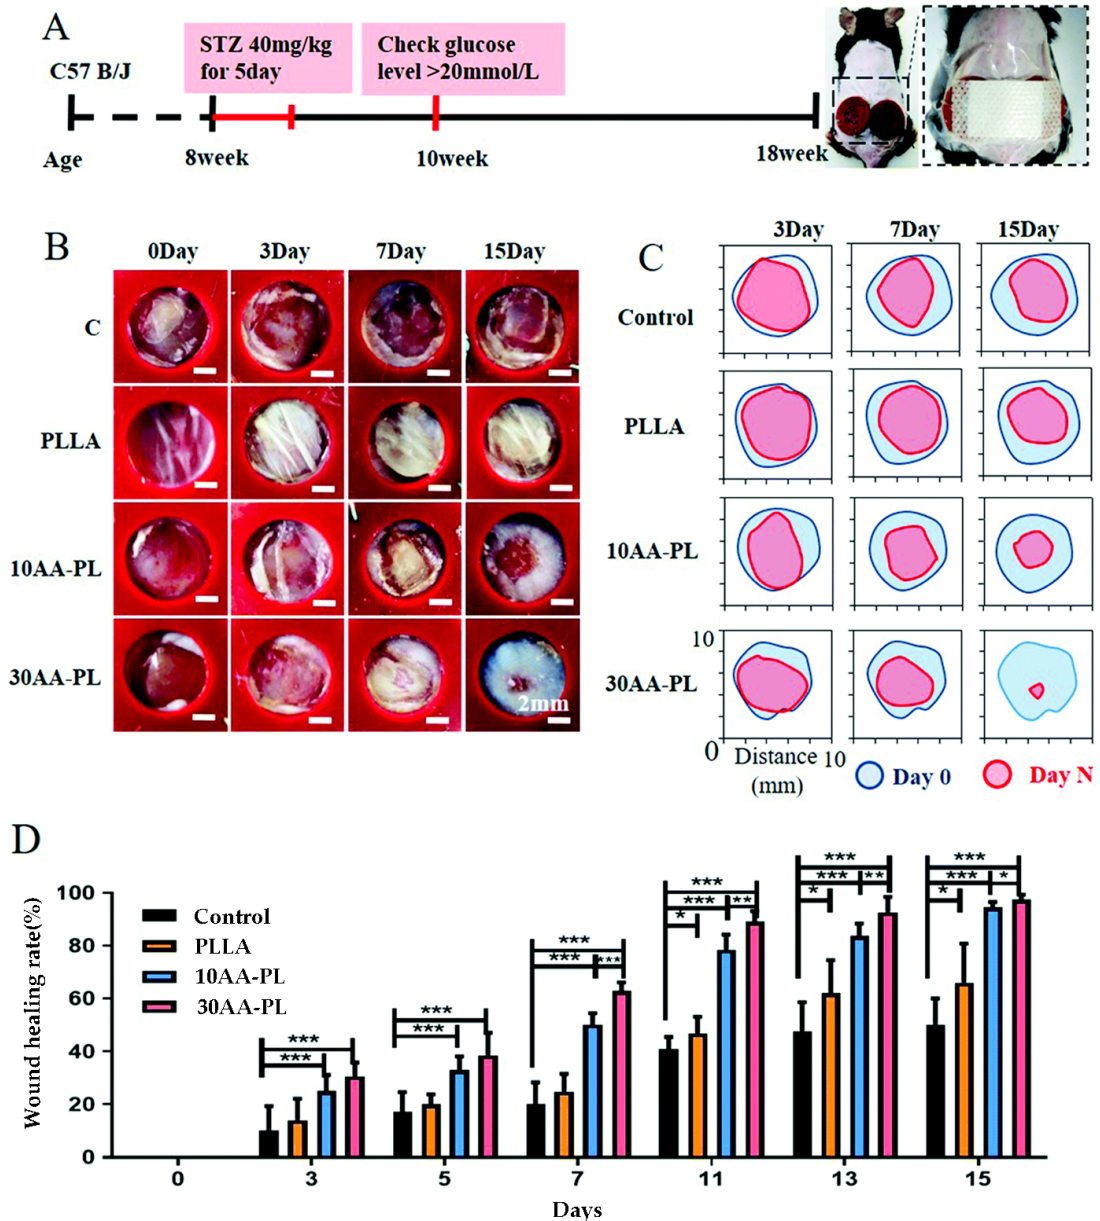 A
C57 B/J
STZ 40mg/kg
for 5day
Check glucose
level >20mmol/L
Age
8week
10week
18week
B
0Day
3Day
7Day
15Day
C
PLLA
10AA-PL
30AA-PL
2mm
C
3Day
7Day
15Day
Control
PLLA
10AA-PL
30AA-PL
10
0
Distance 10
(mm)
Day 0
Day N
D
Wound healing rate(%)
100
80
60
40
20
0
Control
PLLA
10AA-PL
30AA-PL
***
***
***
***
***
***
***
***
***
**
*
***
***
**
*
***
***
*
*
0
3
5
7
11
13
15
Days